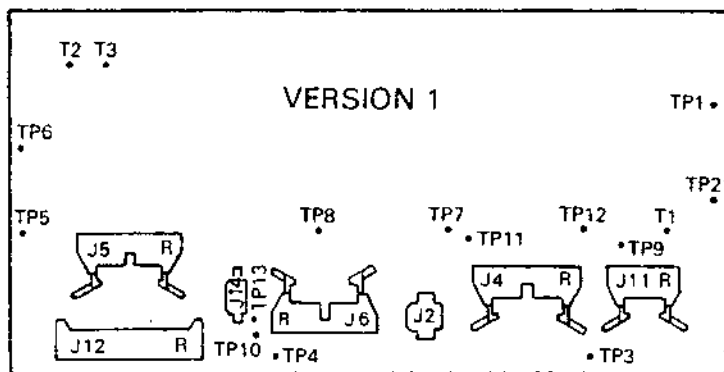 T2 T3
VERSION 1
TP1
TP6
TP2
TP5 TP8 TP7 TP12 T1
TP11 TP9
J5 R
J14 TP13
J4 R
J11 R
R J6
J2
J12 R
TP10
TP4
TP3